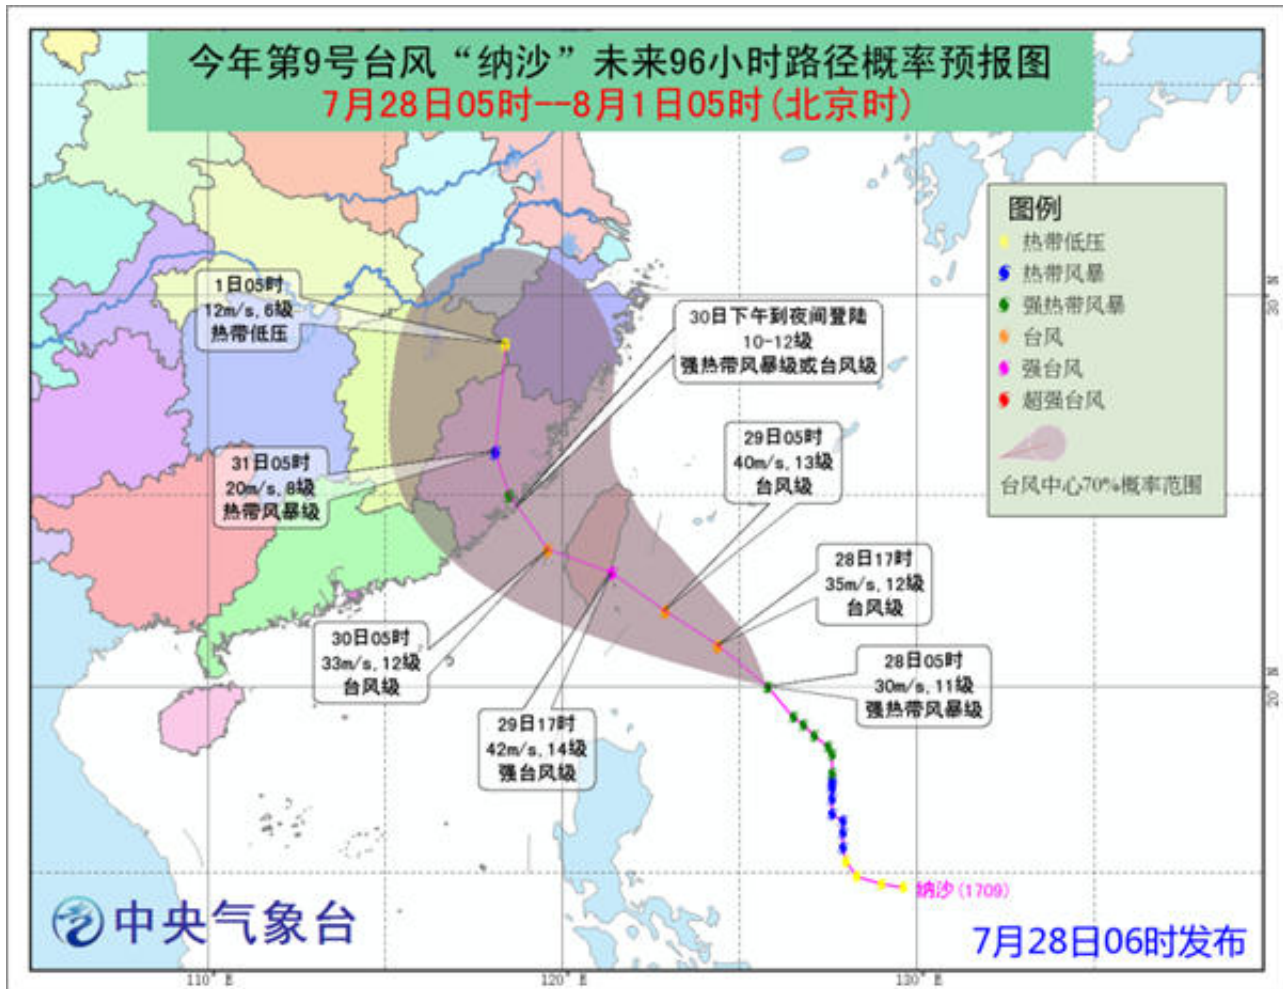 今年第9号台风“纳沙”未来96小时路径概率预报图
7月28日05时--8月1日05时(北京时)
图例
热带低压
热带风暴
强热带风暴
台风
强台风
超强台风
台风中心70%概率范围
1日05时
12m/s,6级
热带低压
30日下午到夜间登陆
10-12级
强热带风暴级或台风级
29日05时
40m/s,13级
台风级
31日05时
20m/s,8级
热带风暴级
28日17时
35m/s,12级
台风级
30日05时
33m/s,12级
台风级
28日05时
30m/s,11级
强热带风暴级
29日17时
42m/s,14级
强台风级
30° N
20° N
纳沙(1709)
中央气象台
7月28日06时发布
110° E
120° E
130° E